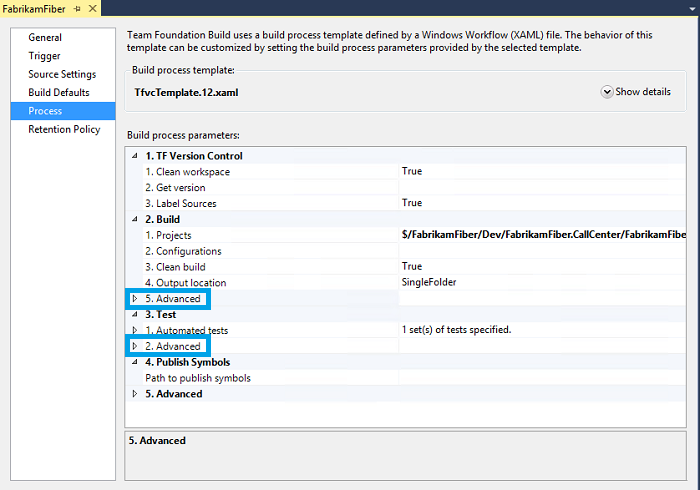 FabrikamFiber
General
Trigger
Source Settings
Build Defaults
Process
Retention Policy
Team Foundation Build uses a build process template defined by a Windows Workflow (XAML) file. The behavior of this
template can be customized by setting the build process parameters provided by the selected template.
Build process template:
TfvcTemplate.12.xaml
Show details
Build process parameters:
1. TF Version Control
1. Clean workspace True
2. Get version
3. Label Sources True
2. Build
1. Projects $/FabrikamFiber/Dev/FabrikamFiber.CallCenter/FabrikamFibe
2. Configurations
3. Clean build True
4. Output location SingleFolder
5. Advanced
3. Test
1. Automated tests 1 set(s) of tests specified.
2. Advanced
4. Publish Symbols
Path to publish symbols
5. Advanced
5. Advanced